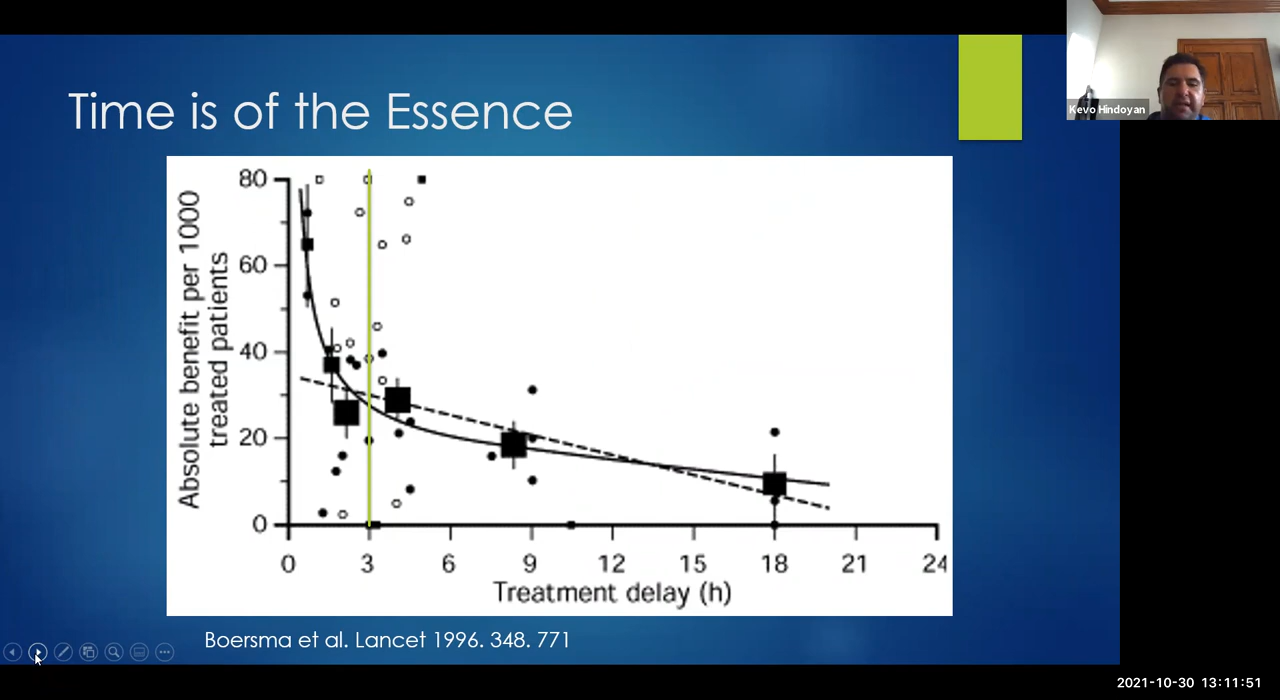 Kevo Hindoyan
Time is of the Essence
Absolute benefit per 1000
treated patients
80
60
40
20
0
0 3 6 9 12 15 18 21 24
Treatment delay (h)
Boersma et al. Lancet 1996. 348. 771
2021-10-30 13:11:51